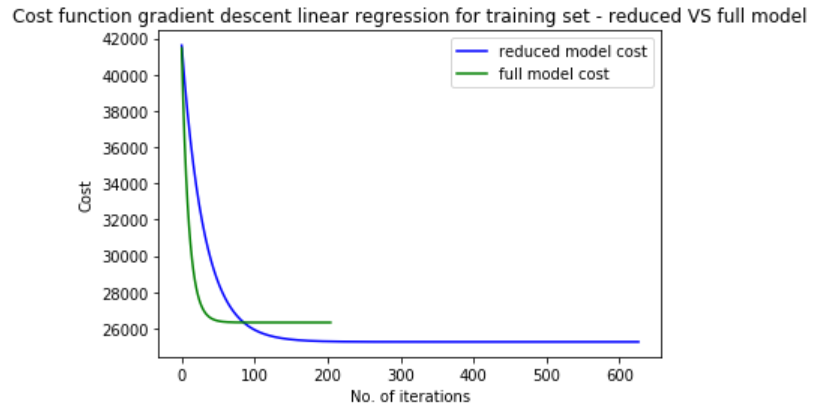 Cost function gradient descent linear regression for training set - reduced VS full model
42000
40000
38000
36000
34000
32000
30000
28000
26000
Cost
reduced model cost
full model cost
0 100 200 300 400 500 600
No. of iterations